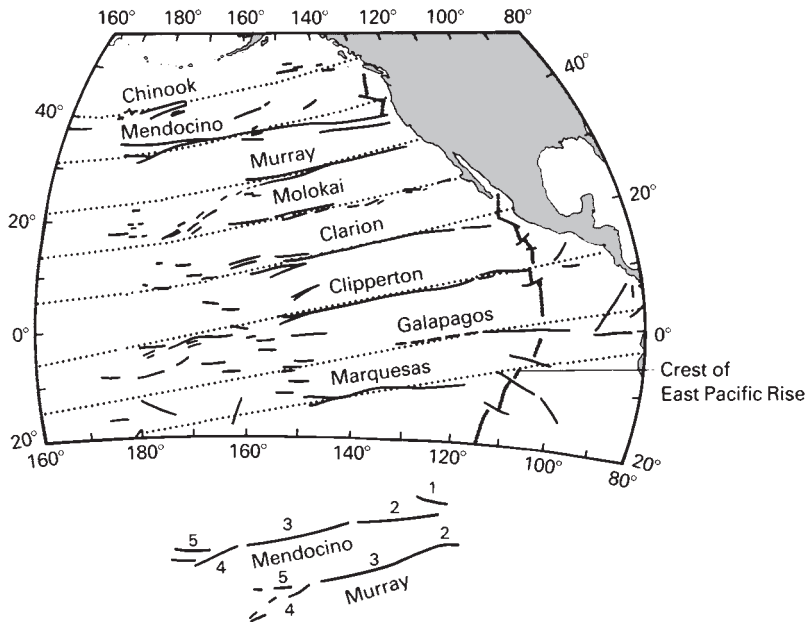 160° 180° 160° 140° 120° 100° 80°
40°
Chinook
40°
Mendocino
Murray
Molokai
20°
20°
Clarion
Clipperton
Galapagos
0°
0°
Marquesas
Crest of
East Pacific Rise
20°
160° 180° 160° 140° 120° 100° 80°
20°
1
2
3
2
5
4
Mendocino
3
5
4
Murray